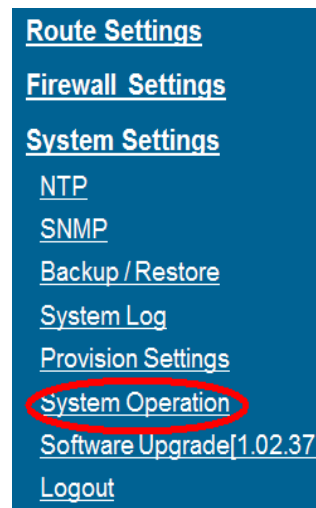 Route Settings
Firewall Settings
System Settings
NTP
SNMP
Backup / Restore
System Log
Provision Settings
System Operation
Software Upgrade[1.02.37
Logout